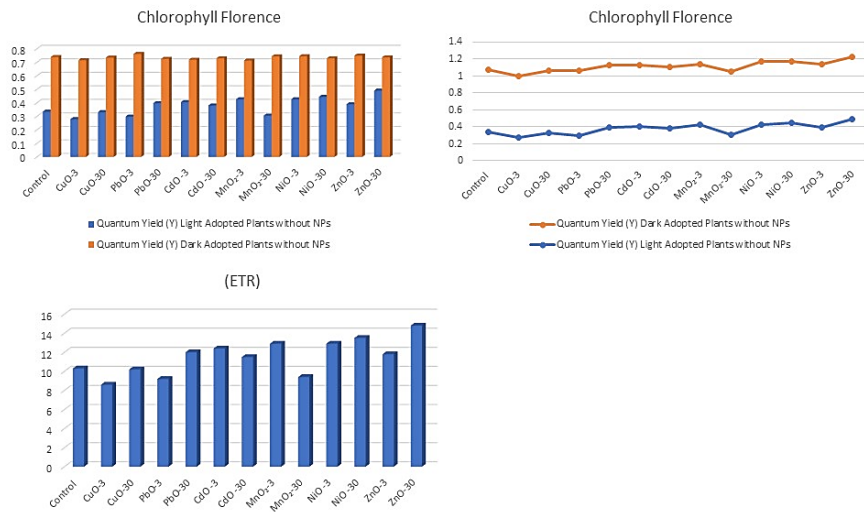 Chlorophyll Florence
0.8
0.7
0.6
0.5
0.4
0.3
0.2
0.1
0
Control
CuO-3
CuO-30
PbO-3
PbO-30
CdO-3
CdO-30
MnO₂-3
MnO₂-30
NiO-3
NiO-30
ZnO-3
ZnO-30
Quantum Yield (Y) Light Adopted Plants without NPs
Quantum Yield (Y) Dark Adopted Plants without NPs
Chlorophyll Florence
1.4
1.2
1
0.8
0.6
0.4
0.2
0
Control
CuO-3
CuO-30
PbO-3
PbO-30
CdO-3
CdO-30
MnO₂-3
MnO₂-30
NiO-3
NiO-30
ZnO-3
ZnO-30
Quantum Yield (Y) Dark Adopted Plants without NPs
Quantum Yield (Y) Light Adopted Plants without NPs
(ETR)
16
14
12
10
8
6
4
2
0
Control
CuO-3
CuO-30
PbO-3
PbO-30
CdO-3
CdO-30
MnO₂-3
MnO₂-30
NiO-3
NiO-30
ZnO-3
ZnO-30